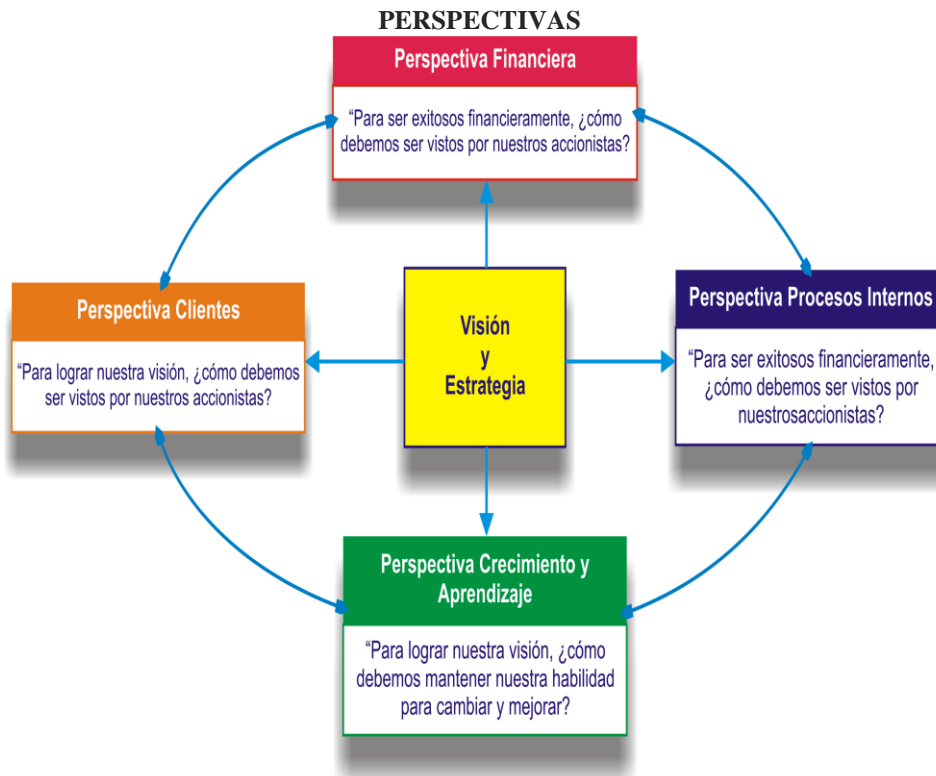 PERSPECTIVAS
Perspectiva Financiera
“Para ser exitosos financieramente, ¿cómo
debemos ser vistos por nuestros accionistas?
Perspectiva Clientes
“Para lograr nuestra visión, ¿cómo debemos
ser vistos por nuestros accionistas?
Visión
y
Estrategia
Perspectiva Procesos Internos
“Para ser exitosos financieramente,
¿cómo debemos ser vistos por
nuestrosaccionistas?
Perspectiva Crecimiento y
Aprendizaje
“Para lograr nuestra visión, ¿cómo
debemos mantener nuestra habilidad
para cambiar y mejorar?